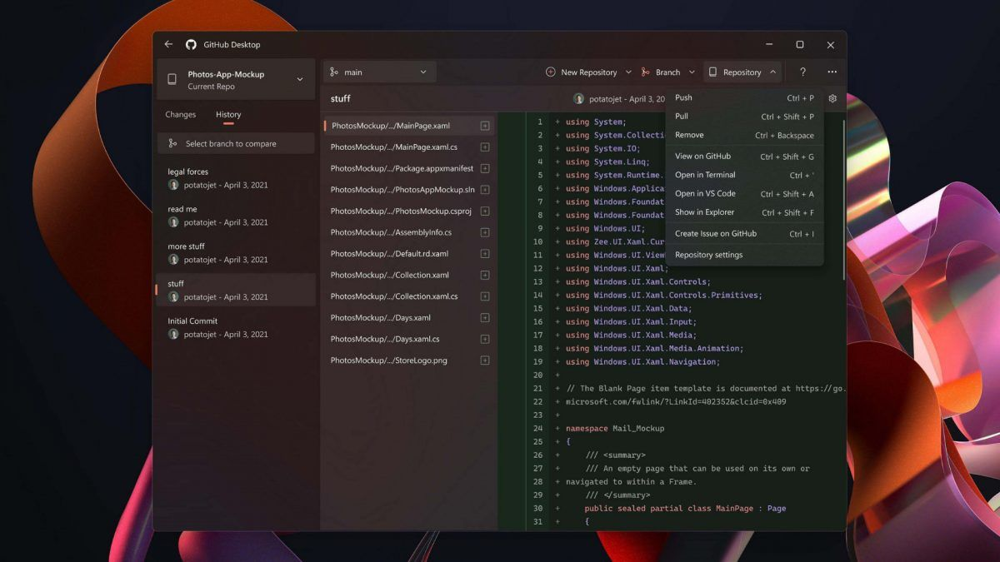 GitHub Desktop
Photos-App-Mockup
Current Repo
main
New Repository
Branch
Repository
?
Changes
History
Select branch to compare
legal forces
potatojet - April 3, 2021
read me
potatojet - April 3, 2021
more stuff
potatojet - April 3, 2021
stuff
potatojet - April 3, 2021
Initial Commit
potatojet - April 3, 2021
stuff
potatojet - April 3, 20
PhotosMockup/.../MainPage.xaml
PhotosMockup/.../MainPage.xaml.cs
PhotosMockup/.../Package.appxmanifest
PhotosMockup/.../PhotosAppMockup.sln
PhotosMockup/.../PhotosMockup.csproj
PhotosMockup/.../AssemblyInfo.cs
PhotosMockup/.../Default.rd.xaml
PhotosMockup/.../Collection.xaml
PhotosMockup/.../Collection.xaml.cs
PhotosMockup/.../Days.xaml
PhotosMockup/.../Days.xaml.cs
PhotosMockup/.../StoreLogo.png
1 + using System;
2 + using System.Collecti
3 + using System.IO;
4 + using System.Linq;
5 + using System.Runtime.
6 + using Windows.Applica
7 + using Windows.Foundat
8 + using Windows.Foundat
9 + using Windows.UI;
10 + using Zee.UI.Xaml.Cur
11 + using Windows.UI.View
12 + using Windows.UI.Xaml;
13 + using Windows.UI.Xaml.Controls;
14 + using Windows.UI.Xaml.Controls.Primitives;
15 + using Windows.UI.Xaml.Data;
16 + using Windows.UI.Xaml.Input;
17 + using Windows.UI.Xaml.Media;
18 + using Windows.UI.Xaml.Media.Animation;
19 + using Windows.UI.Xaml.Navigation;
20 +
21 + // The Blank Page item template is documented at https://go.
22 + microsoft.com/fwlink/?LinkId=402352&clcid=0x409
23 +
24 + namespace Mail_Mockup
25 + {
26 + /// <summary>
27 + /// An empty page that can be used on its own or
28 + navigated to within a Frame.
29 + /// </summary>
30 + public sealed partial class MainPage : Page
31 + {
Push Ctrl + P
Pull Ctrl + Shift + P
Remove Ctrl + Backspace
View on GitHub Ctrl + Shift + G
Open in Terminal Ctrl + '
Open in VS Code Ctrl + Shift + A
Show in Explorer Ctrl + Shift + F
Create Issue on GitHub Ctrl + I
Repository settings